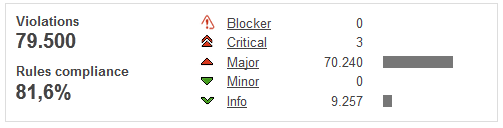 Violations
79.500
Rules compliance
81,6%
Blocker 0
Critical 3
Major 70.240
Minor 0
Info 9.257